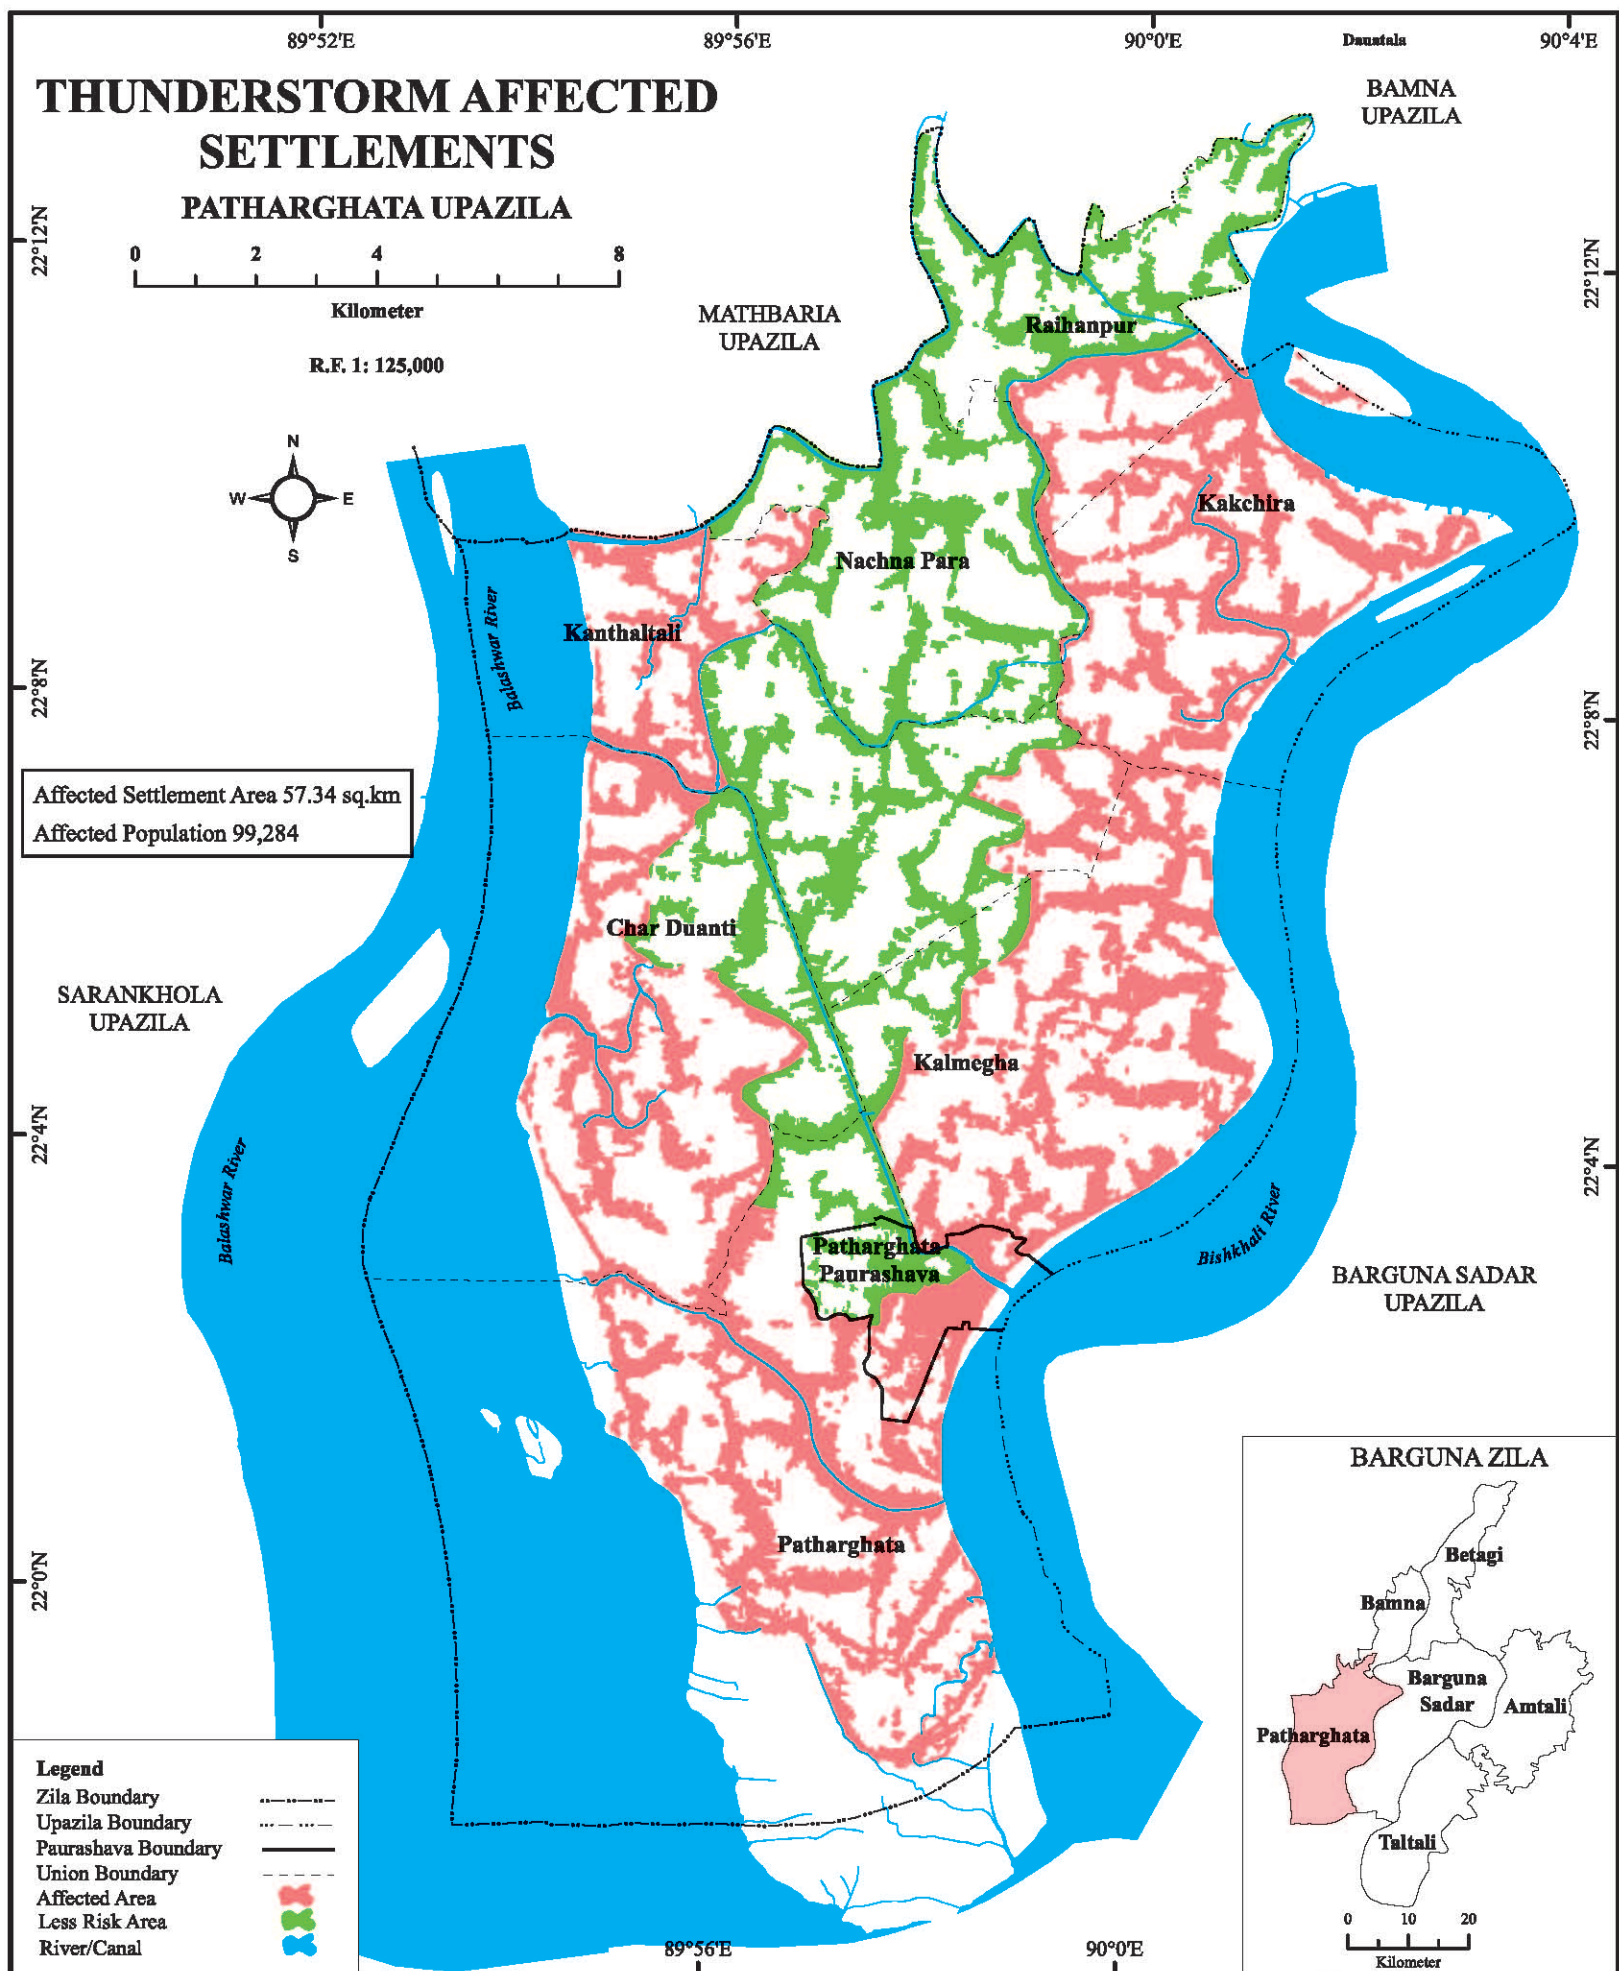 89°52'E
89°56'E
90°0'E
Dauatala
90°4'E
THUNDERSTORM AFFECTED
SETTLEMENTS
PATHARGHATA UPAZILA
BAMNA
UPAZILA
22°12'N
22°12'N
0 2 4 8
Kilometer
R.F. 1: 125,000
MATHBARIA
UPAZILA
Raihanpur
N
W E
S
Kakchira
Nachna Para
Kanthaltali
Balashwar River
22°8'N
22°8'N
Affected Settlement Area 57.34 sq.km
Affected Population 99,284
Char Duanti
SARANKHOLA
UPAZILA
Kalmegha
22°4'N
22°4'N
Balashwar River
Bishkhali River
Patharghata
Paurashava
BARGUNA SADAR
UPAZILA
Patharghata
22°0'N
BARGUNA ZILA
Betagi
Bamna
Barguna
Sadar
Amtali
Patharghata
Taltali
0 10 20
Kilometer
Legend
Zila Boundary
Upazila Boundary
Paurashava Boundary
Union Boundary
Affected Area
Less Risk Area
River/Canal
89°56'E
90°0'E